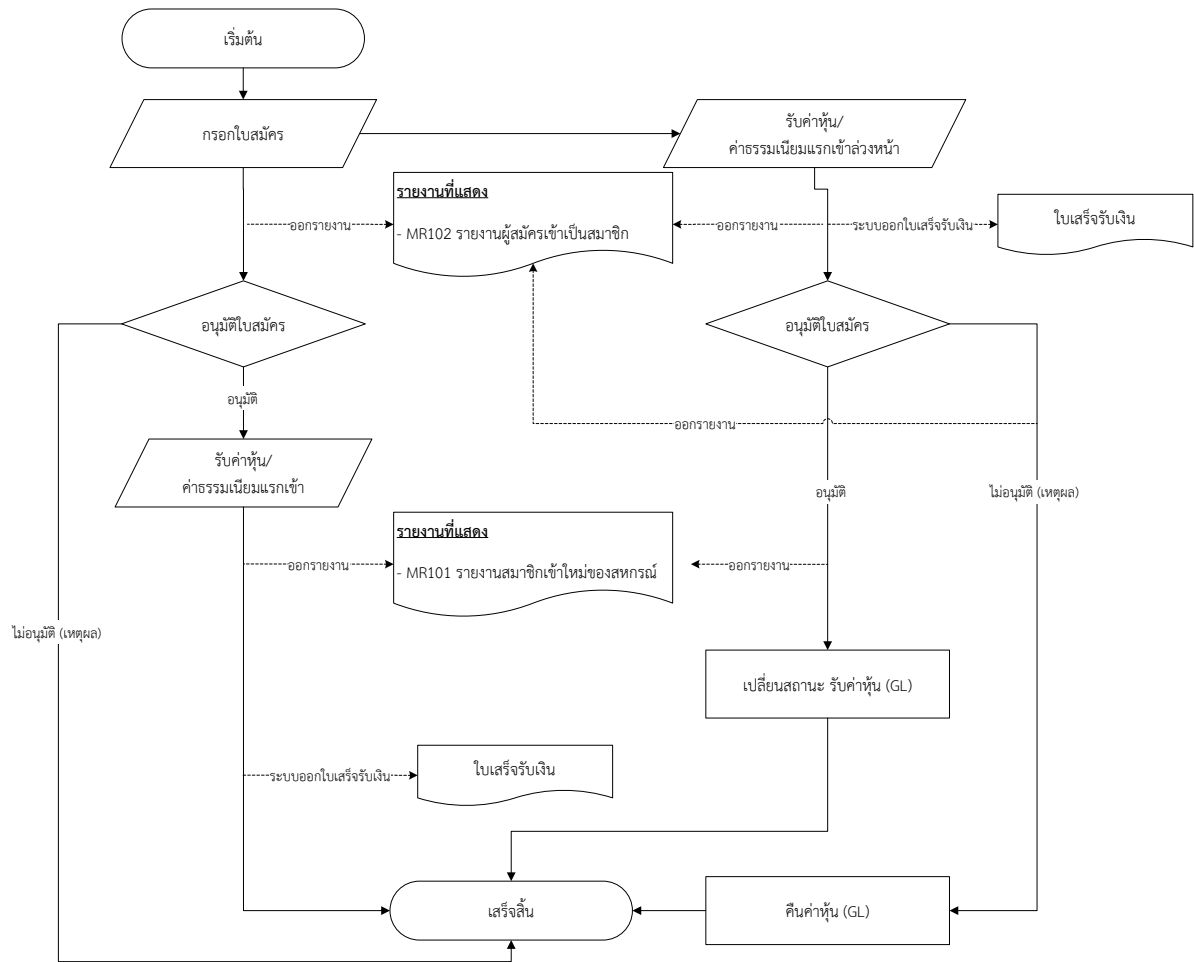 เริ่มต้น
กรอกใบสมัคร
รับค่าหุ้น/
ค่าธรรมเนียมแรกเข้าล่วงหน้า
รายงานที่แสดง
- MR102 รายงานผู้สมัครเข้าเป็นสมาชิก
ออกรายงาน
ออกรายงาน
ระบบออกใบเสร็จรับเงิน
ใบเสร็จรับเงิน
อนุมัติใบสมัคร
อนุมัติใบสมัคร
อนุมัติ
ออกรายงาน
รับค่าหุ้น/
ค่าธรรมเนียมแรกเข้า
อนุมัติ
ไม่อนุมัติ (เหตุผล)
รายงานที่แสดง
- MR101 รายงานสมาชิกเข้าใหม่ของสหกรณ์
ออกรายงาน
ออกรายงาน
ไม่อนุมัติ (เหตุผล)
เปลี่ยนสถานะ รับค่าหุ้น (GL)
ระบบออกใบเสร็จรับเงิน
ใบเสร็จรับเงิน
เสร็จสิ้น
คืนค่าหุ้น (GL)